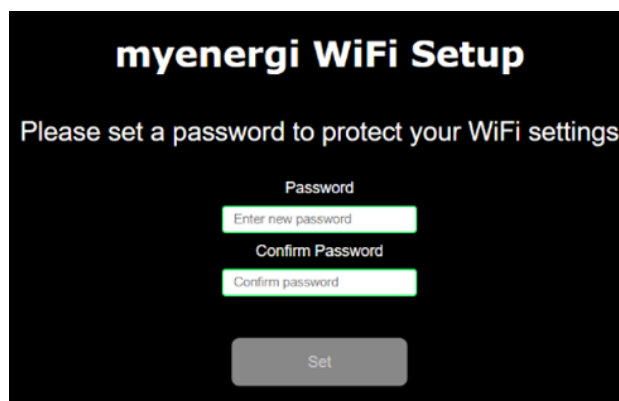 myenergi WiFi Setup
Please set a password to protect your WiFi settings
Password
Enter new password
Confirm Password
Confirm password
Set